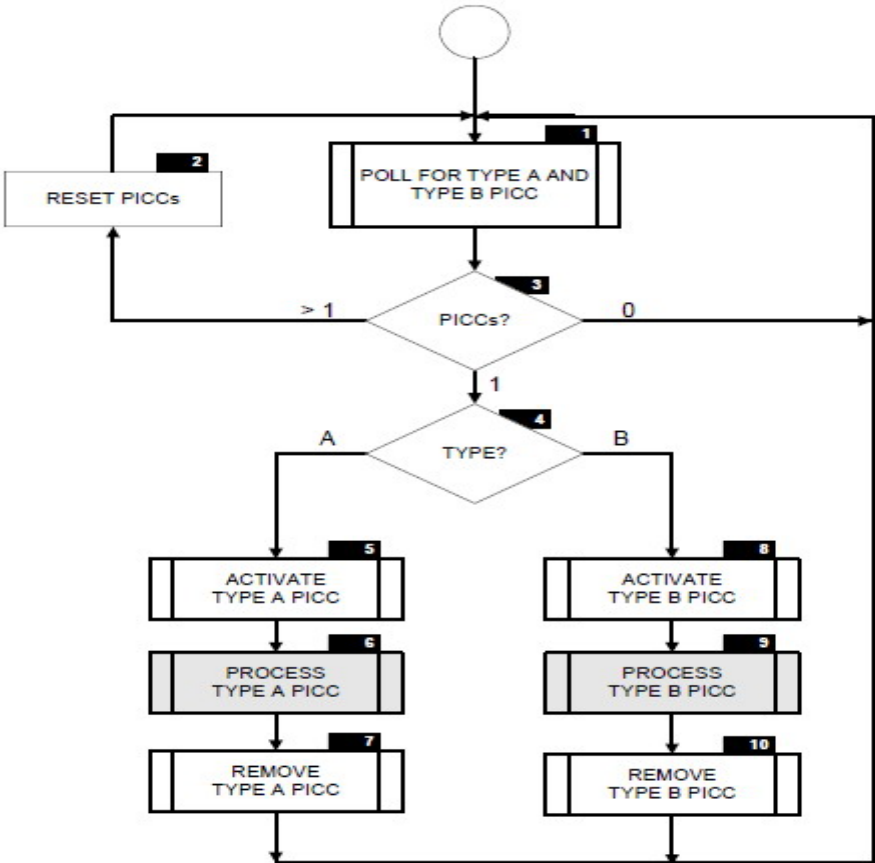 1
POLL FOR TYPE A AND
TYPE B PICC
2
RESET PICCs
3
> 1
PICCs?
0
1
4
A
TYPE?
B
5
ACTIVATE
TYPE A PICC
8
ACTIVATE
TYPE B PICC
6
PROCESS
TYPE A PICC
9
PROCESS
TYPE B PICC
7
REMOVE
TYPE A PICC
10
REMOVE
TYPE B PICC